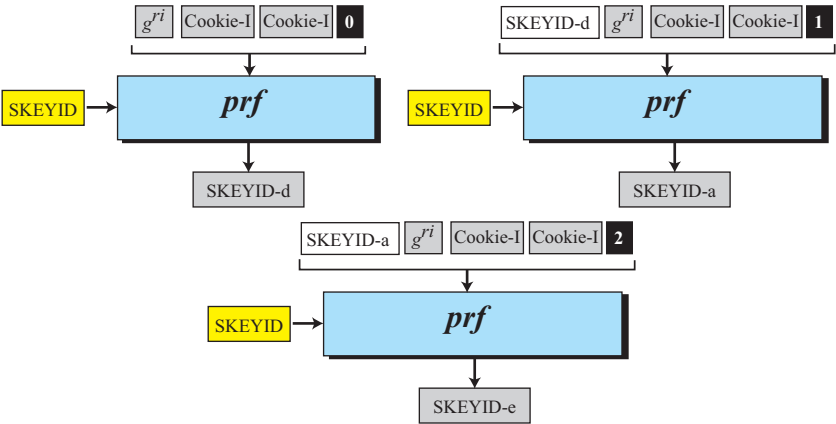 g^ri Cookie-I Cookie-I 0
SKEYID
prf
SKEYID-d
SKEYID-d g^ri Cookie-I Cookie-I 1
SKEYID
prf
SKEYID-a
SKEYID-a g^ri Cookie-I Cookie-I 2
SKEYID
prf
SKEYID-e